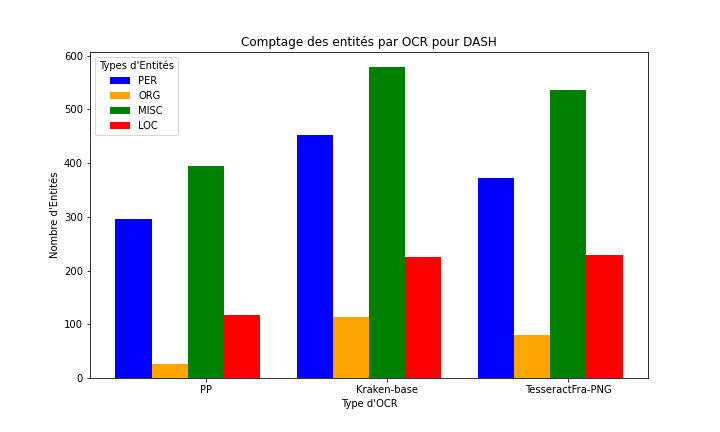 Comptage des entités par OCR pour DASH
Types d'Entités
PER
ORG
MISC
LOC
Nombre d'Entités
600
500
400
300
200
100
0
PP
Kraken-base
TesseractFra-PNG
Type d'OCR